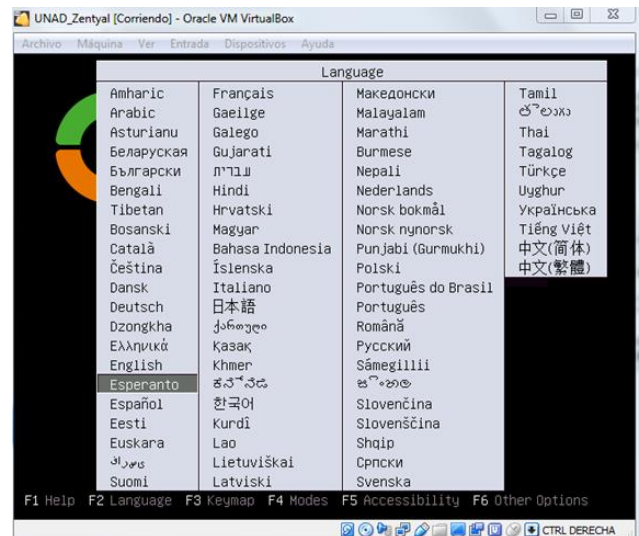 UNAD_Zentyal [Corriendo] - Oracle VM VirtualBox
Archivo Máquina Ver Entrada Dispositivos Ayuda
Language
Amharic
Arabic
Asturianu
Беларуская
Български
Bengali
Tibetan
Bosanski
Català
Čeština
Dansk
Deutsch
Dzongkha
Ελληνικά
English
Esperanto
Español
Eesti
Euskara
Suomi
Français
Gaeilge
Galego
Gujarati
עברית
Hindi
Hrvatski
Magyar
Bahasa Indonesia
Íslenska
Italiano
日本語
ქართული
Қазақ
Khmer
한국어
Kurdî
Lao
Lietuviškai
Latviski
Македонски
Malayalam
Marathi
Burmese
Nepali
Nederlands
Norsk bokmål
Norsk nynorsk
Punjabi (Gurmukhi)
Polski
Português do Brasil
Português
Română
Русский
Sámegillii
Slovenčina
Slovenščina
Shqip
Српски
Svenska
Tamil
Thai
Tagalog
Türkçe
Uyghur
Українська
Tiếng Việt
中文(简体)
中文(繁體)
F1 Help F2 Language F3 Keymap F4 Modes F5 Accessibility F6 Other Options
CTRL DERECHA